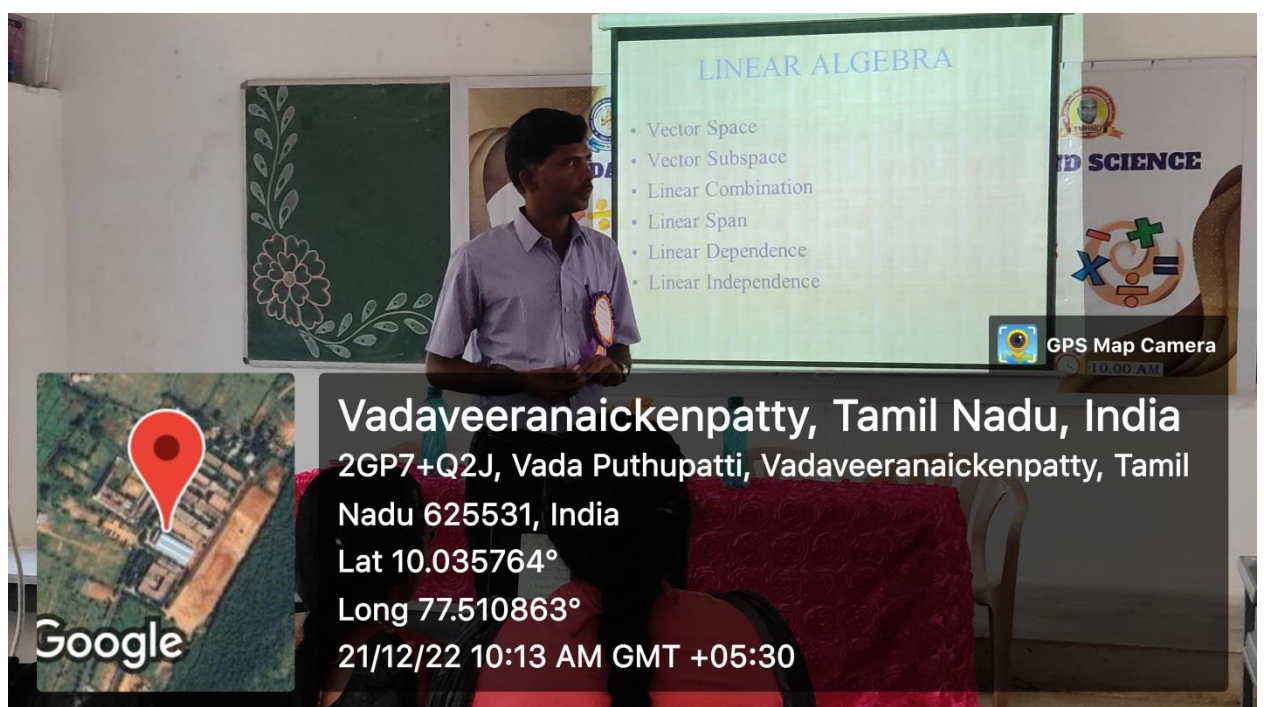 LINEAR ALGEBRA
• Vector Space
• Vector Subspace
• Linear Combination
• Linear Span
• Linear Dependence
• Linear Independence
TMHNU
SCIENCE
GPS Map Camera
10.00 AM
Vadaveeranaickenpatty, Tamil Nadu, India
2GP7+Q2J, Vada Puthupatti, Vadaveeranaickenpatty, Tamil
Nadu 625531, India
Lat 10.035764°
Long 77.510863°
21/12/22 10:13 AM GMT +05:30
Google